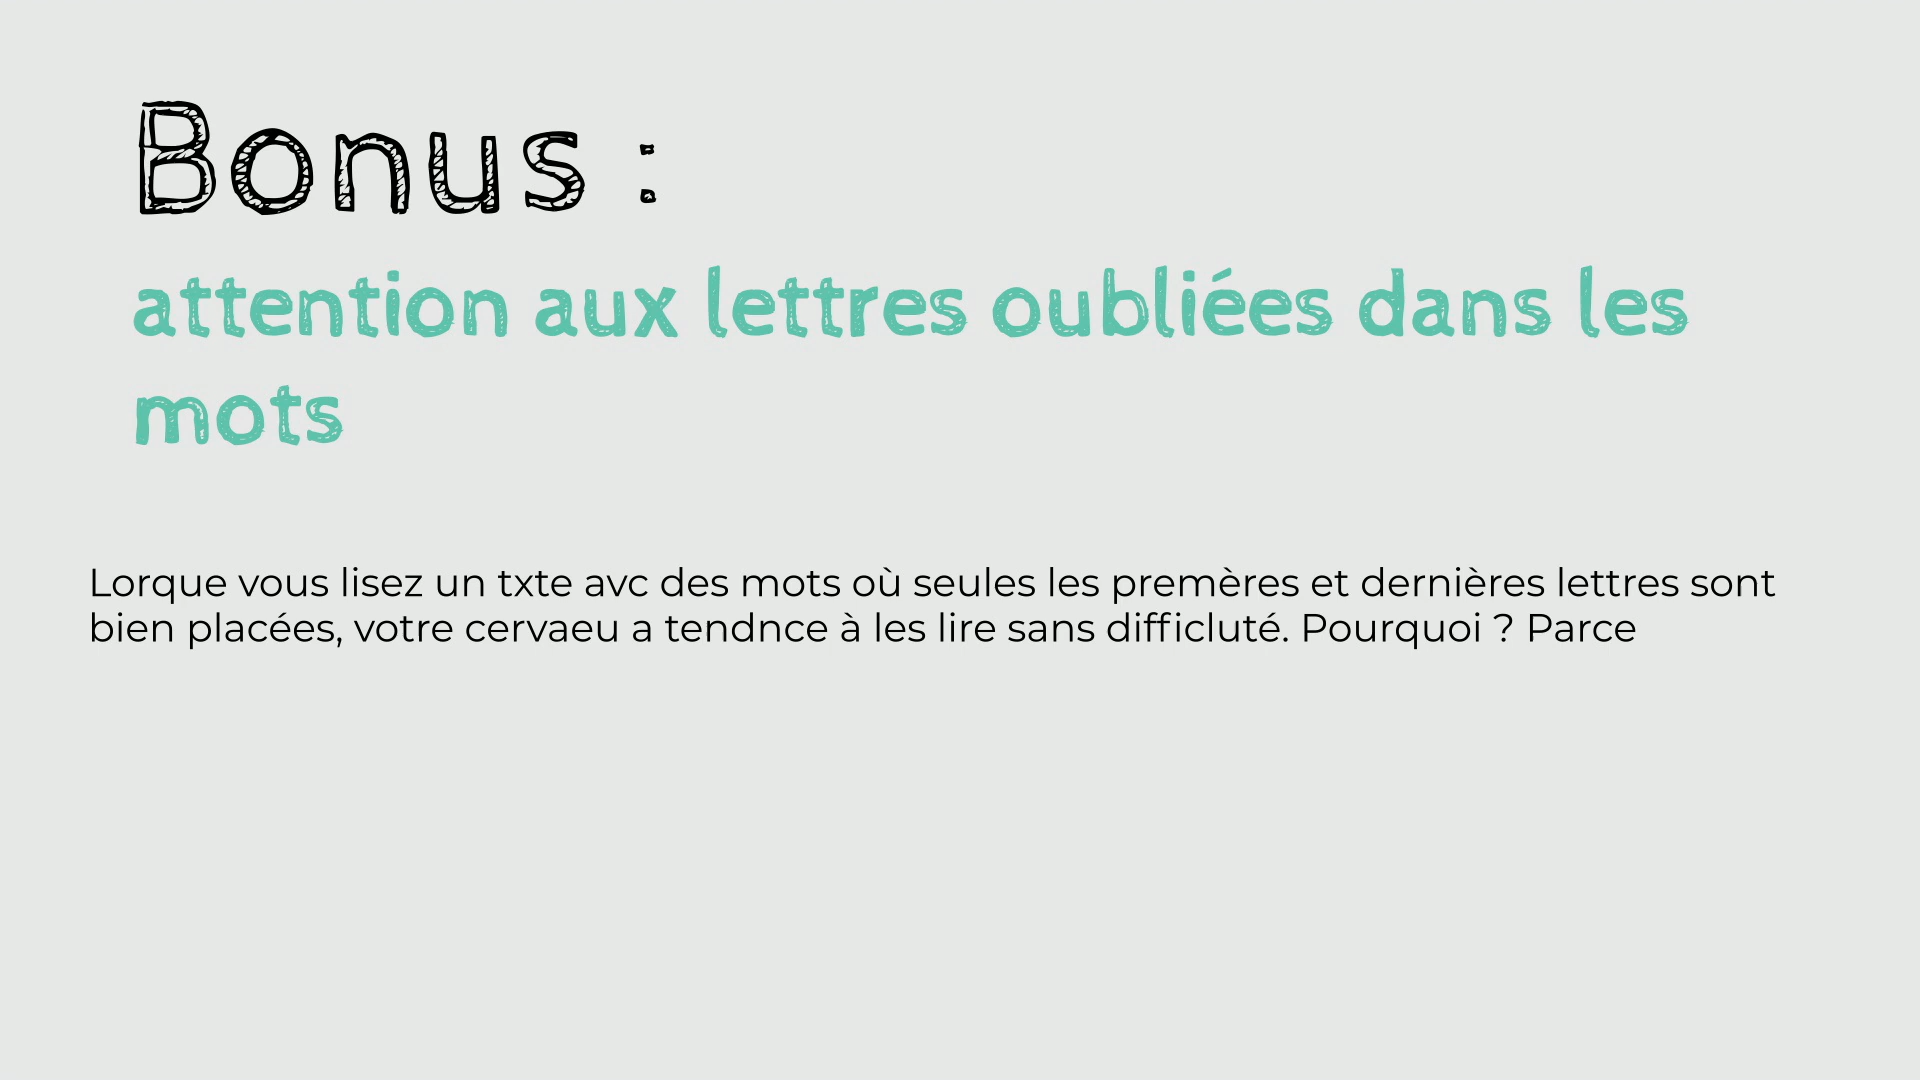 Bonus :
attention aux lettres oubliées dans les
mots
Lorque vous lisez un txte avc des mots où seules les premères et dernières lettres sont
bien placées, votre cervaeu a tendnce à les lire sans difficluté. Pourquoi ? Parce